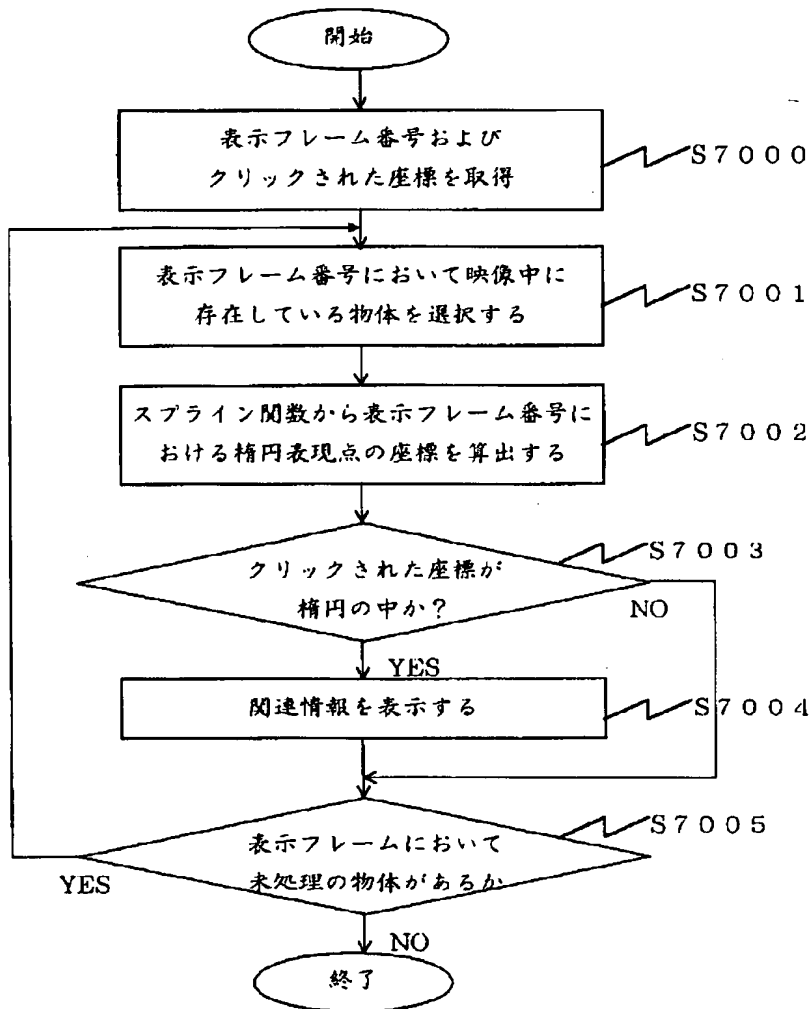 開始
表示フレーム番号および
クリックされた座標を取得
S7000
表示フレーム番号において映像中に
存在している物体を選択する
S7001
スプライン関数から表示フレーム番号に
おける楕円表現点の座標を算出する
S7002
クリックされた座標が
楕円の中か?
S7003
NO
YES
関連情報を表示する
S7004
表示フレームにおいて
未処理の物体があるか
S7005
YES
NO
終了